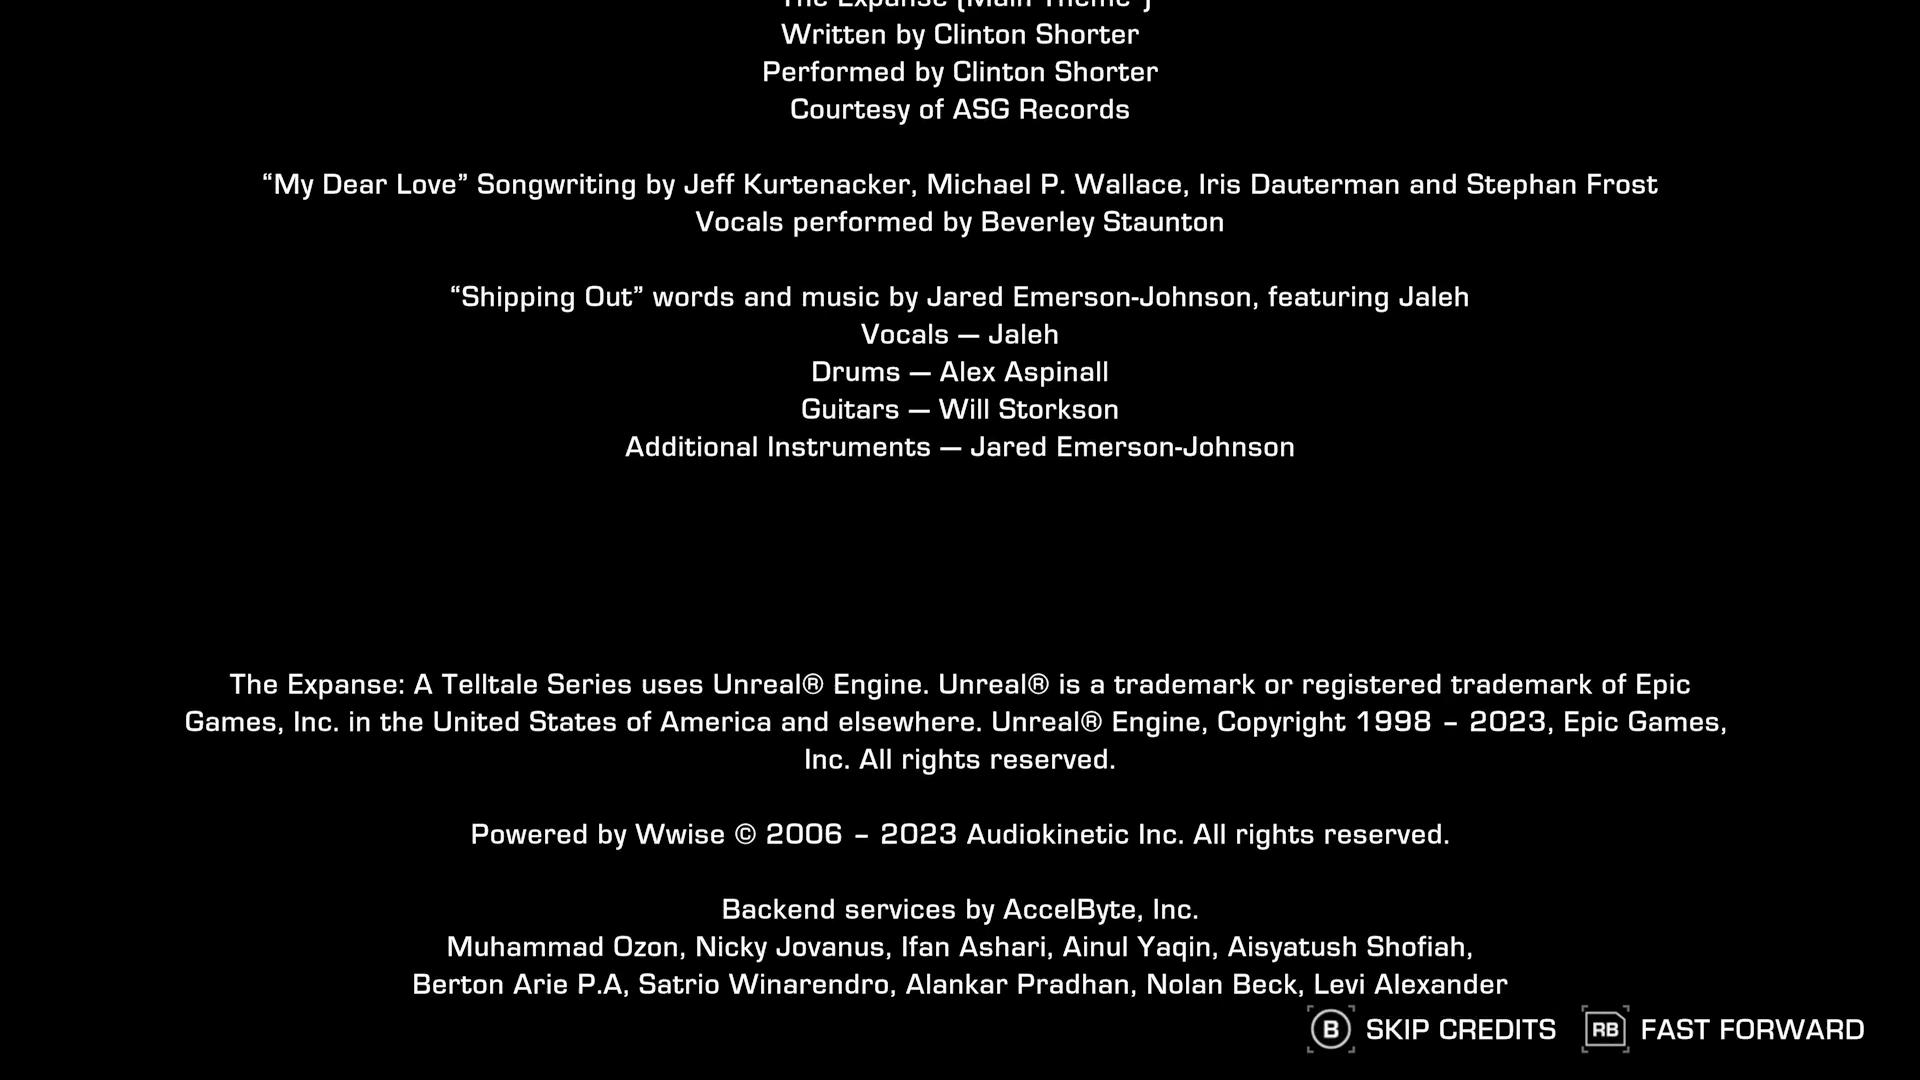 The Expanse (Main Theme")
Written by Clinton Shorter
Performed by Clinton Shorter
Courtesy of ASG Records
“My Dear Love” Songwriting by Jeff Kurtenacker, Michael P. Wallace, Iris Dauterman and Stephan Frost
Vocals performed by Beverley Staunton
“Shipping Out” words and music by Jared Emerson-Johnson, featuring Jaleh
Vocals — Jaleh
Drums — Alex Aspinall
Guitars — Will Storkson
Additional Instruments — Jared Emerson-Johnson
The Expanse: A Telltale Series uses Unreal® Engine. Unreal® is a trademark or registered trademark of Epic
Games, Inc. in the United States of America and elsewhere. Unreal® Engine, Copyright 1998 – 2023, Epic Games,
Inc. All rights reserved.
Powered by Wwise © 2006 – 2023 Audiokinetic Inc. All rights reserved.
Backend services by AccelByte, Inc.
Muhammad Ozon, Nicky Jovanus, Ifan Ashari, Ainul Yaqin, Aisyatush Shofiah,
Berton Arie P.A, Satrio Winarendro, Alankar Pradhan, Nolan Beck, Levi Alexander
B SKIP CREDITS RB FAST FORWARD